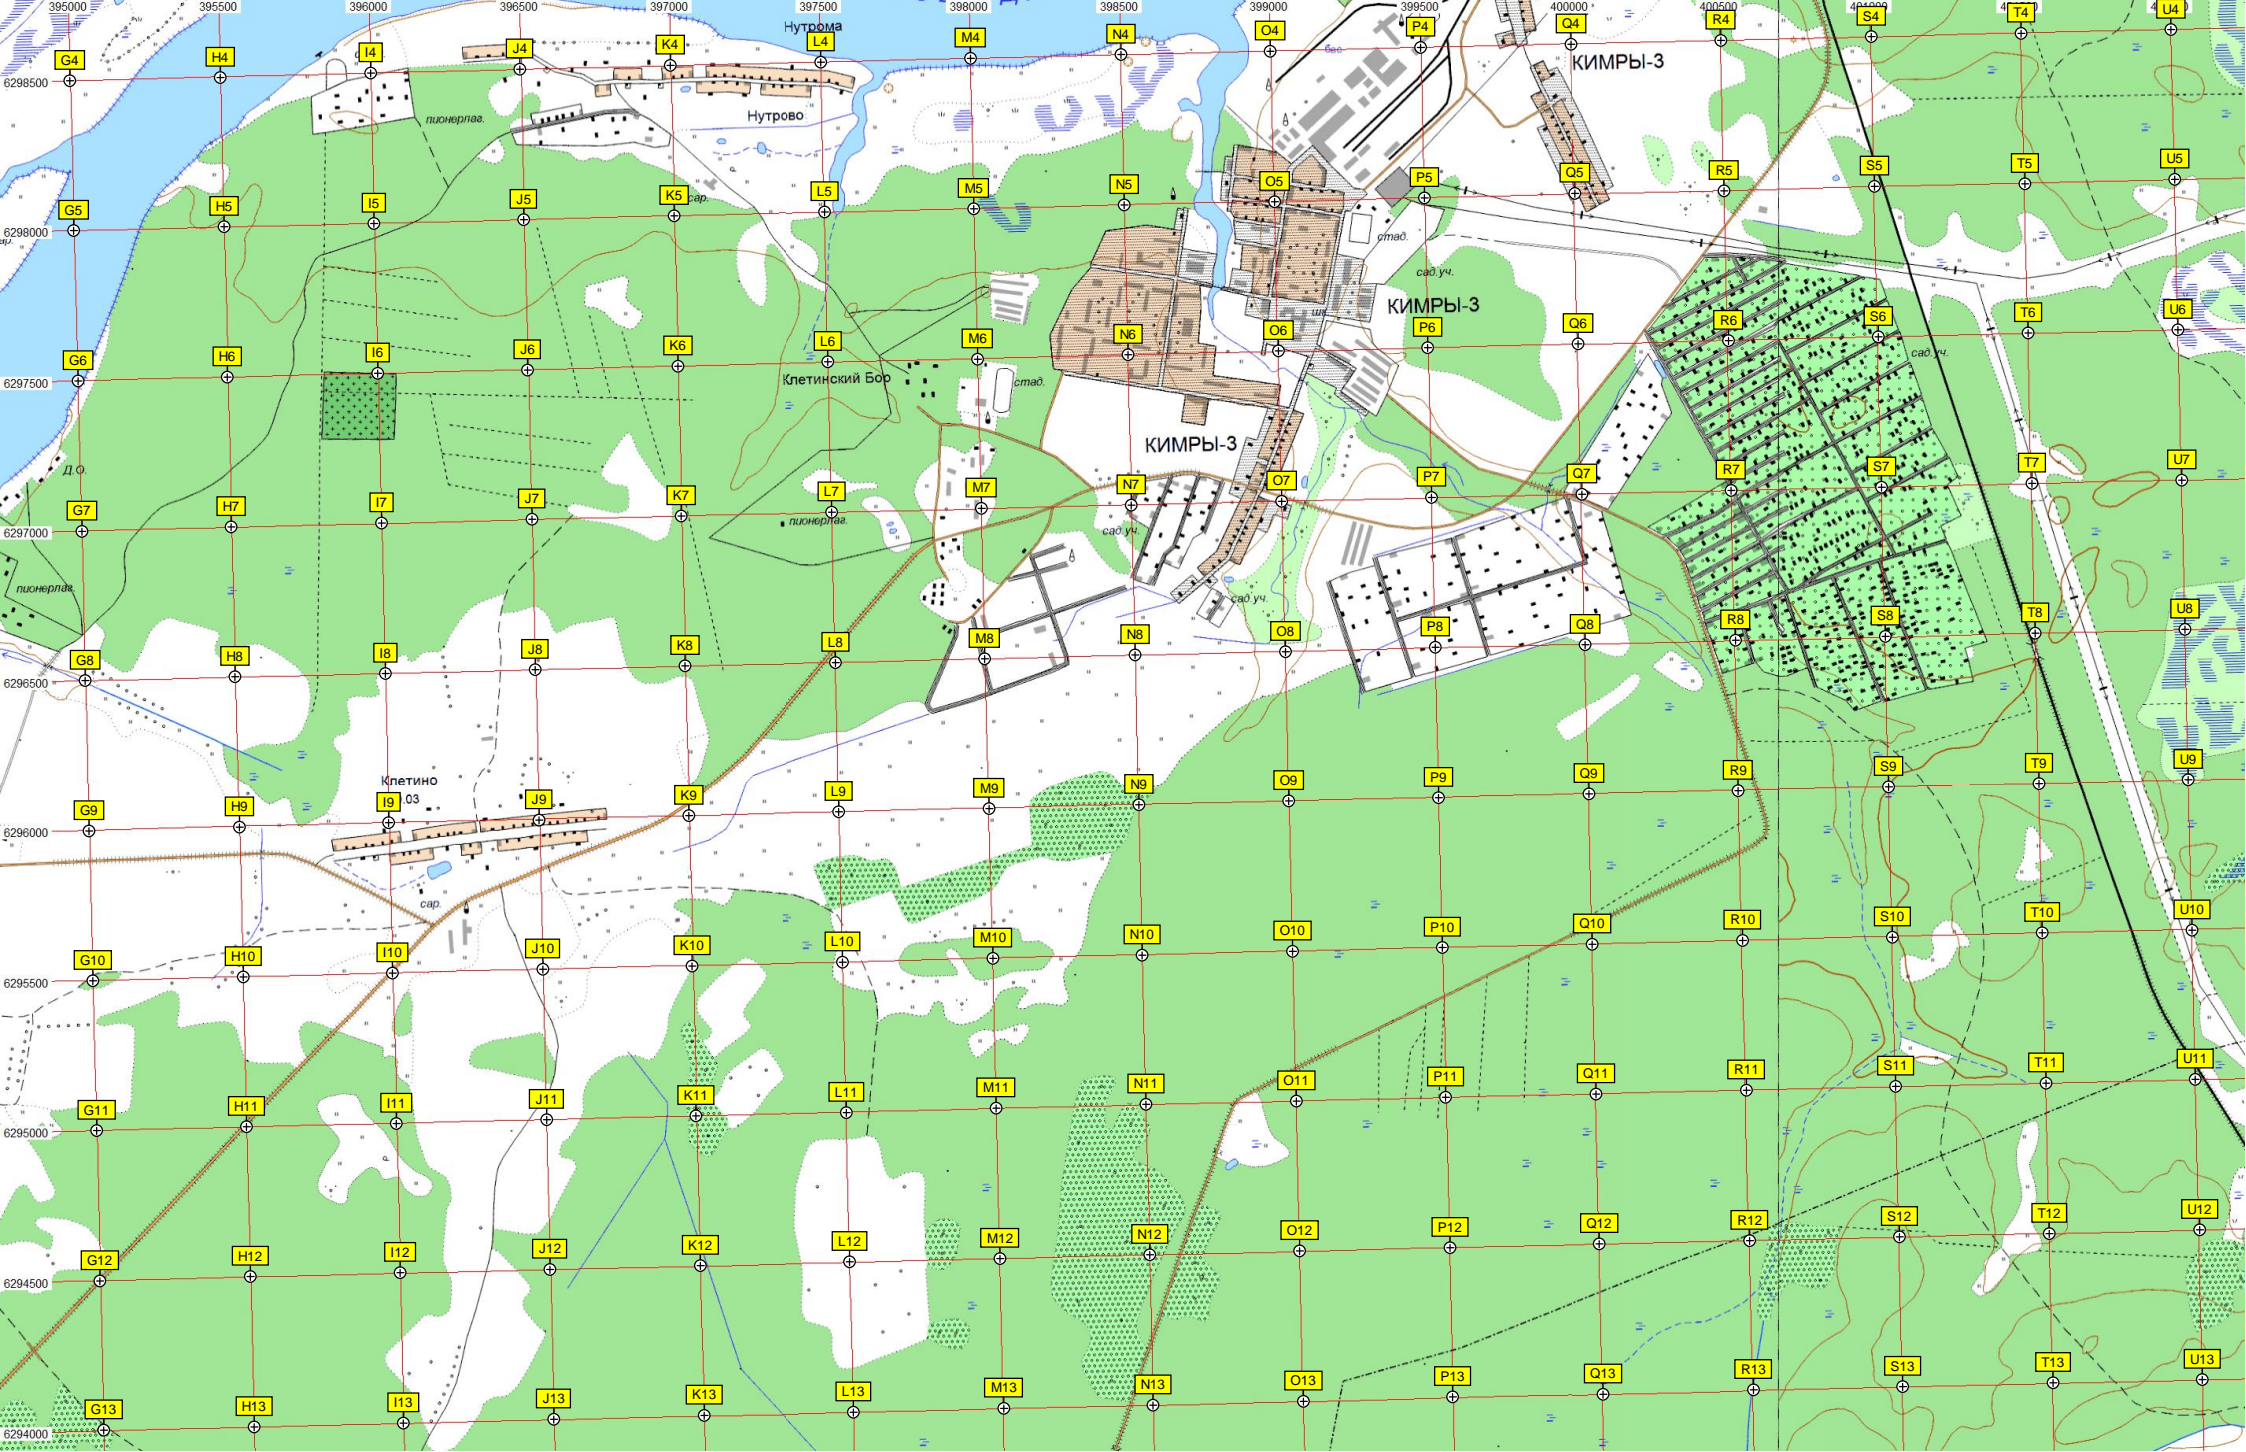 395000 395500 396000 396500 397000 397500 398000 398500 399000 399500 400000 400500
G4 H4 I4 J4 K4 L4 M4 N4 O4 P4 Q4 R4 S4 T4 U4
Нутрома
бас.
КИМРЫ-3
6298500
пионерлаг.
Нутрово
G5 H5 I5 J5 K5 L5 M5 N5 O5 P5 Q5 R5 S5 T5 U5
сар.
6298000
стад.
сад.уч.
КИМРЫ-3
шк.
G6 H6 I6 J6 K6 L6 M6 N6 O6 P6 Q6 R6 S6 T6 U6
сад.уч.
6297500
Клетинский Бор
стад.
КИМРЫ-3
Д.О.
G7 H7 I7 J7 K7 L7 M7 N7 O7 P7 Q7 R7 S7 T7 U7
6297000
пионерлаг.
сад.уч.
пионерлаг.
сад.уч.
G8 H8 I8 J8 K8 L8 M8 N8 O8 P8 Q8 R8 S8 T8 U8
6296500
Клетино
.03
G9 H9 I9 J9 K9 L9 M9 N9 O9 P9 Q9 R9 S9 T9 U9
6296000
сар.
G10 H10 I10 J10 K10 L10 M10 N10 O10 P10 Q10 R10 S10 T10 U10
6295500
G11 H11 I11 J11 K11 L11 M11 N11 O11 P11 Q11 R11 S11 T11 U11
6295000
G12 H12 I12 J12 K12 L12 M12 N12 O12 P12 Q12 R12 S12 T12 U12
6294500
G13 H13 I13 J13 K13 L13 M13 N13 O13 P13 Q13 R13 S13 T13 U13
6294000